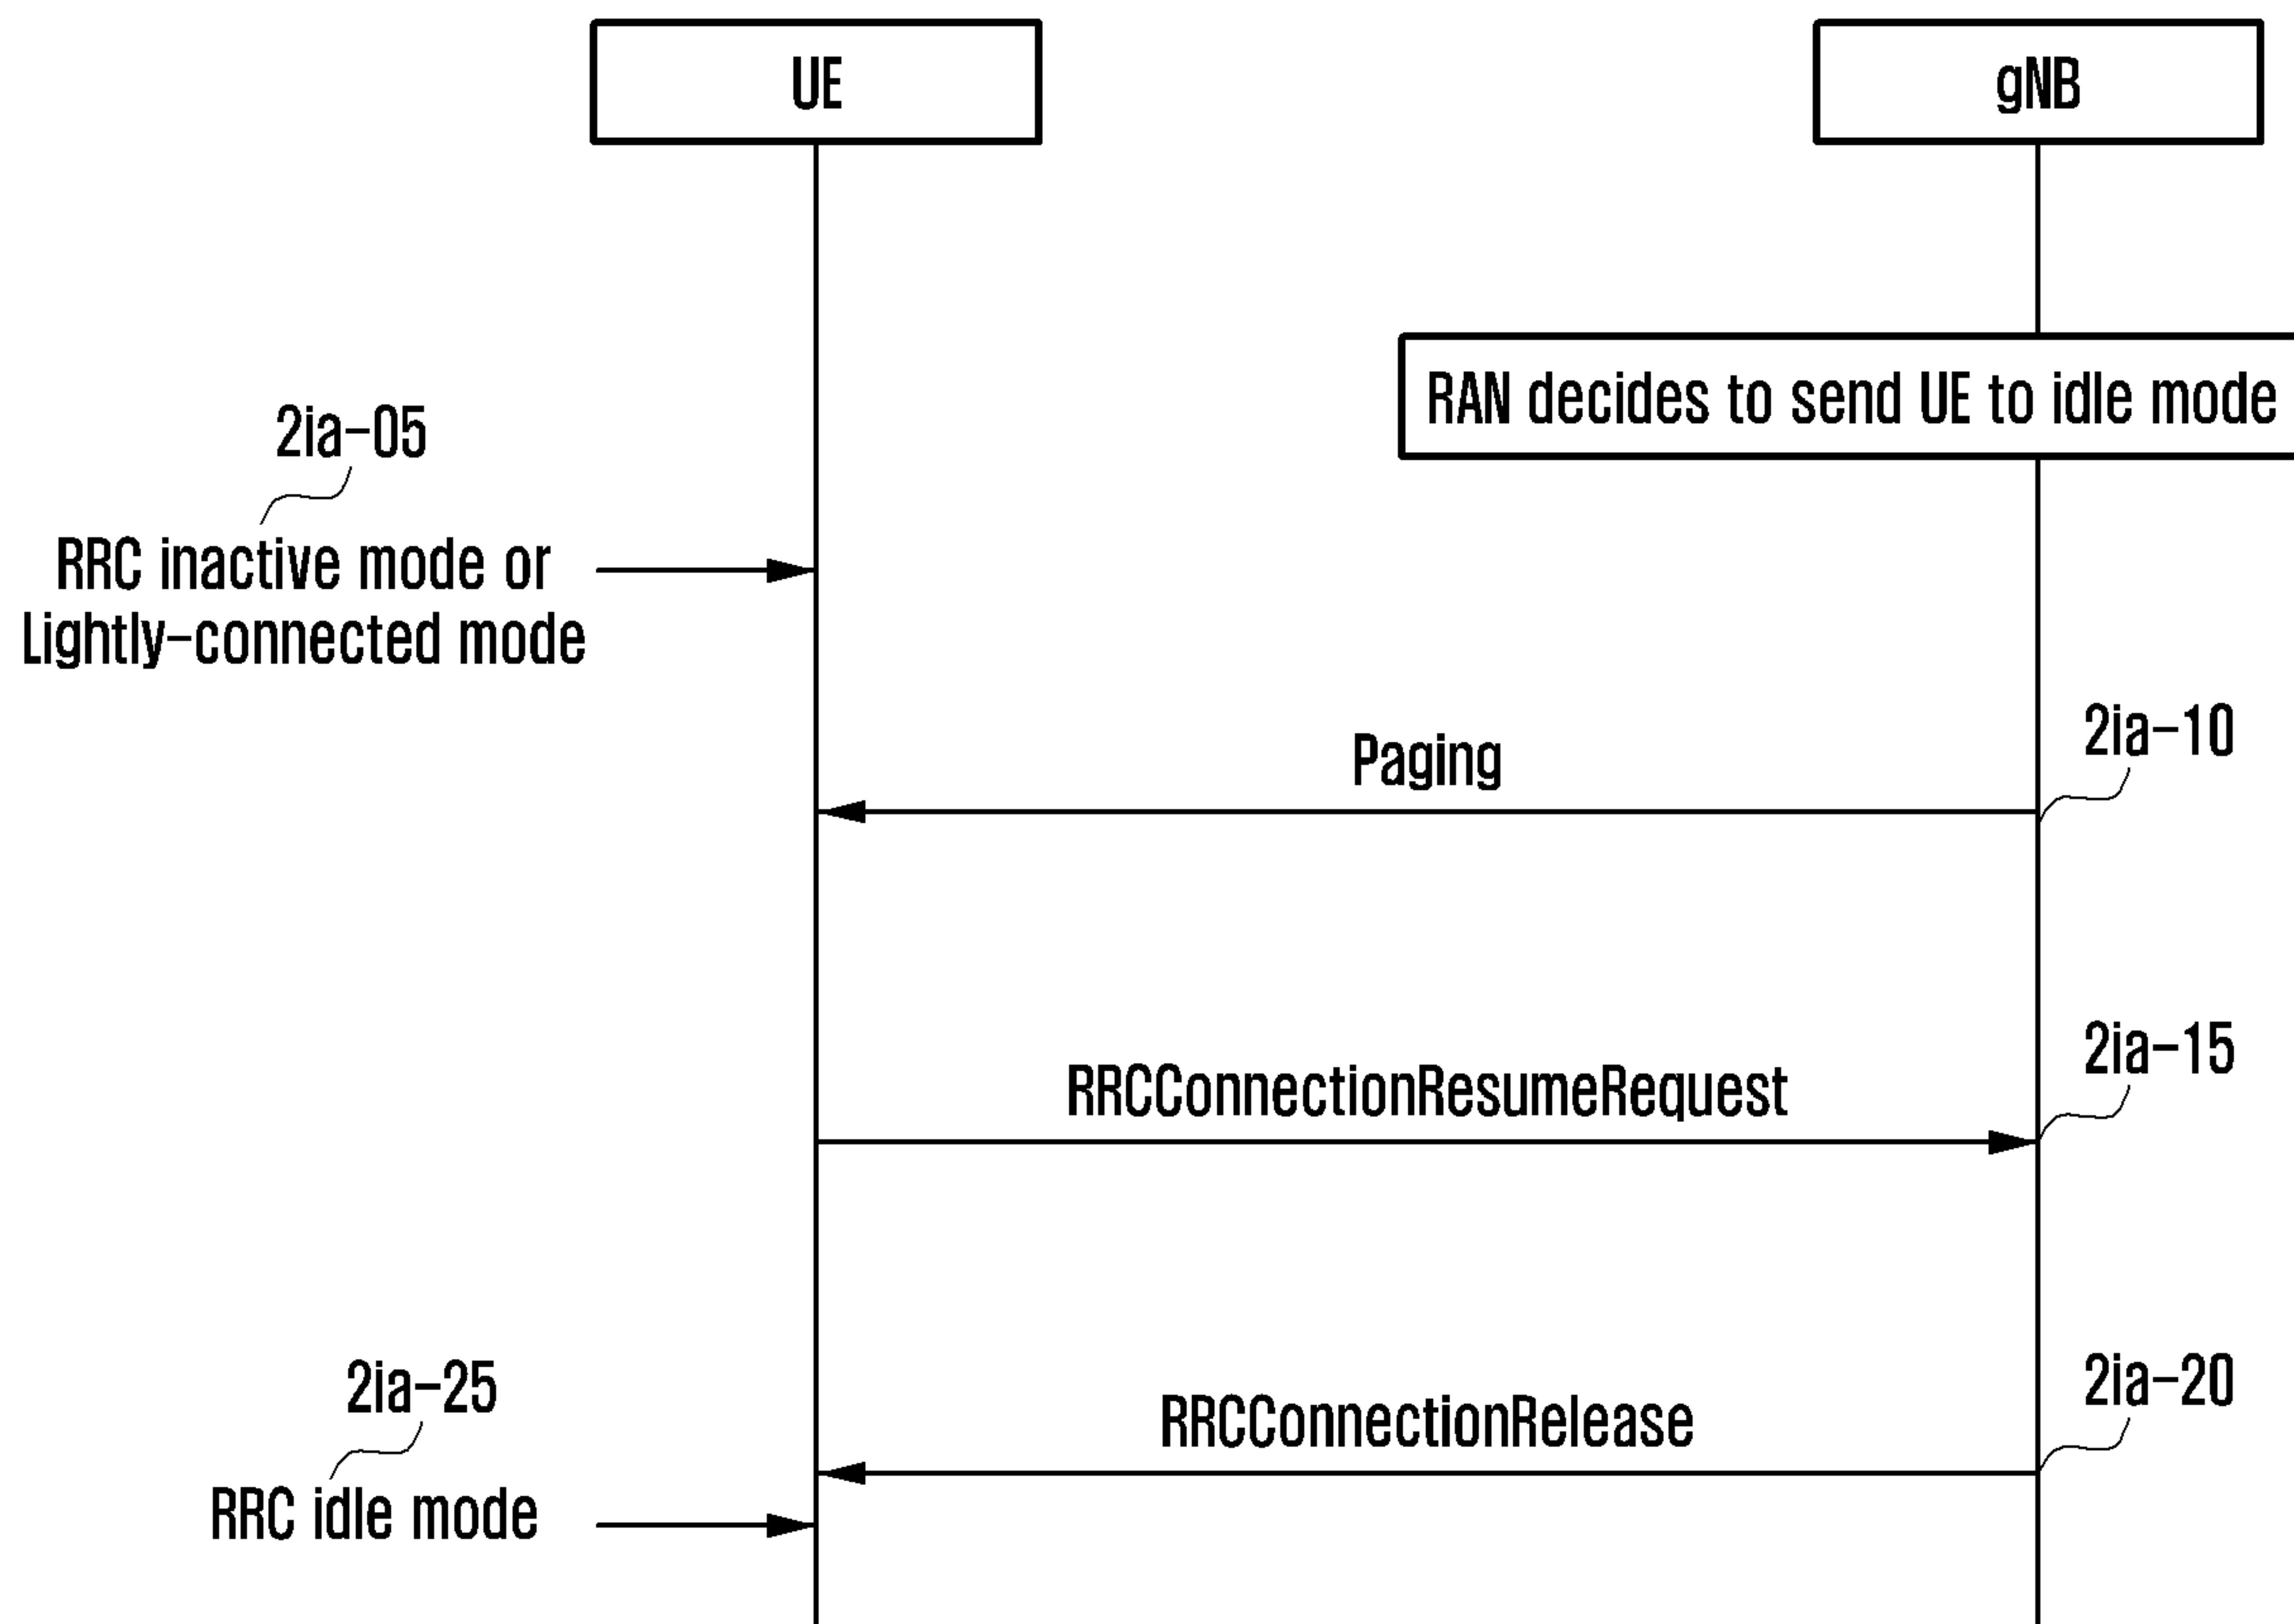 UE
gNB
RAN decides to send UE to idle mode
2ia-05
RRC inactive mode or
Lightly-connected mode
2ia-10
Paging
2ia-15
RRCConnectionResumeRequest
2ia-20
RRCConnectionRelease
2ia-25
RRC idle mode